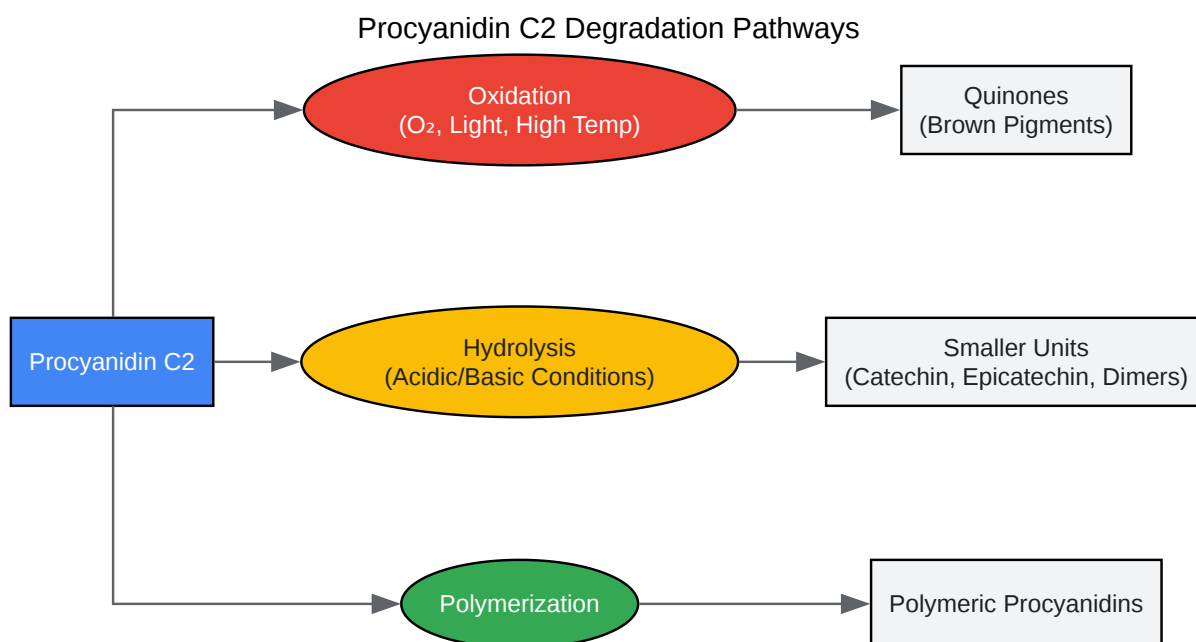 Procyanidin C2 Degradation Pathways
Oxidation
(O₂, Light, High Temp)
Quinones
(Brown Pigments)
Procyanidin C2
Hydrolysis
(Acidic/Basic Conditions)
Smaller Units
(Catechin, Epicatechin, Dimers)
Polymerization
Polymeric Procyanidins